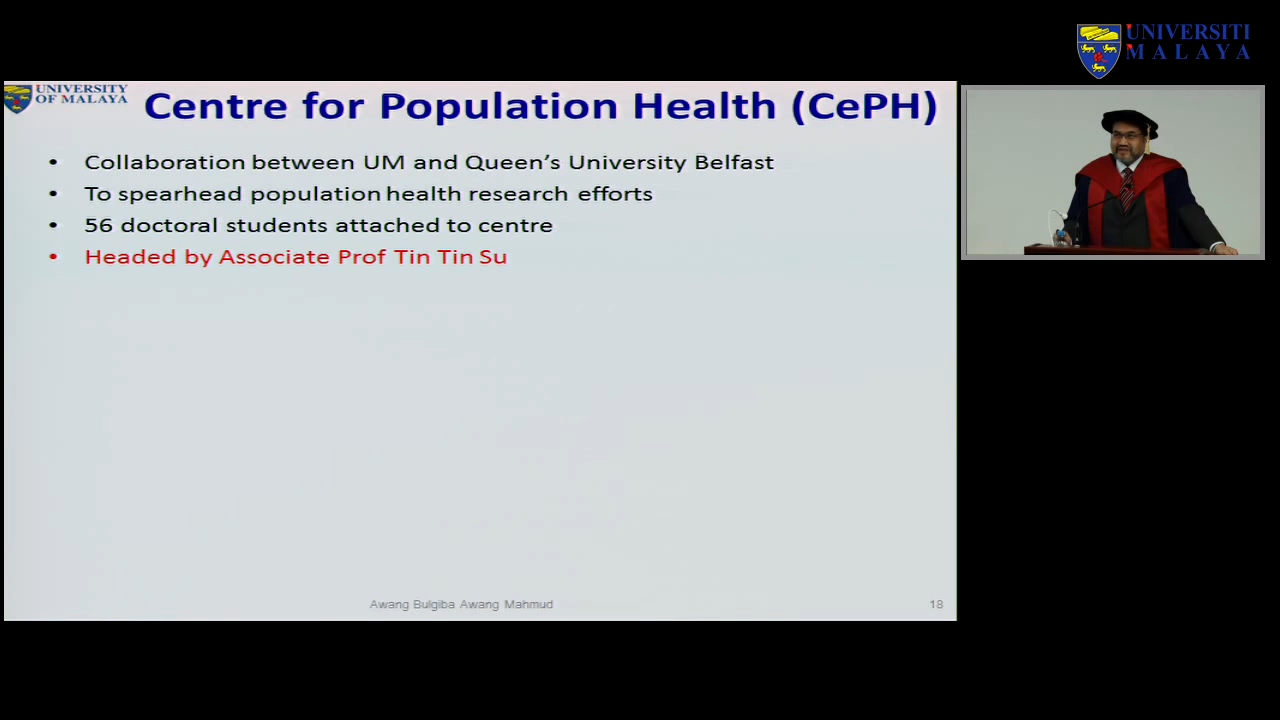 UNIVERSITI
MALAYA
UNIVERSITY
OF MALAYA
Centre for Population Health (CePH)
• Collaboration between UM and Queen's University Belfast
• To spearhead population health research efforts
• 56 doctoral students attached to centre
• Headed by Associate Prof Tin Tin Su
Awang Bulgiba Awang Mahmud
18